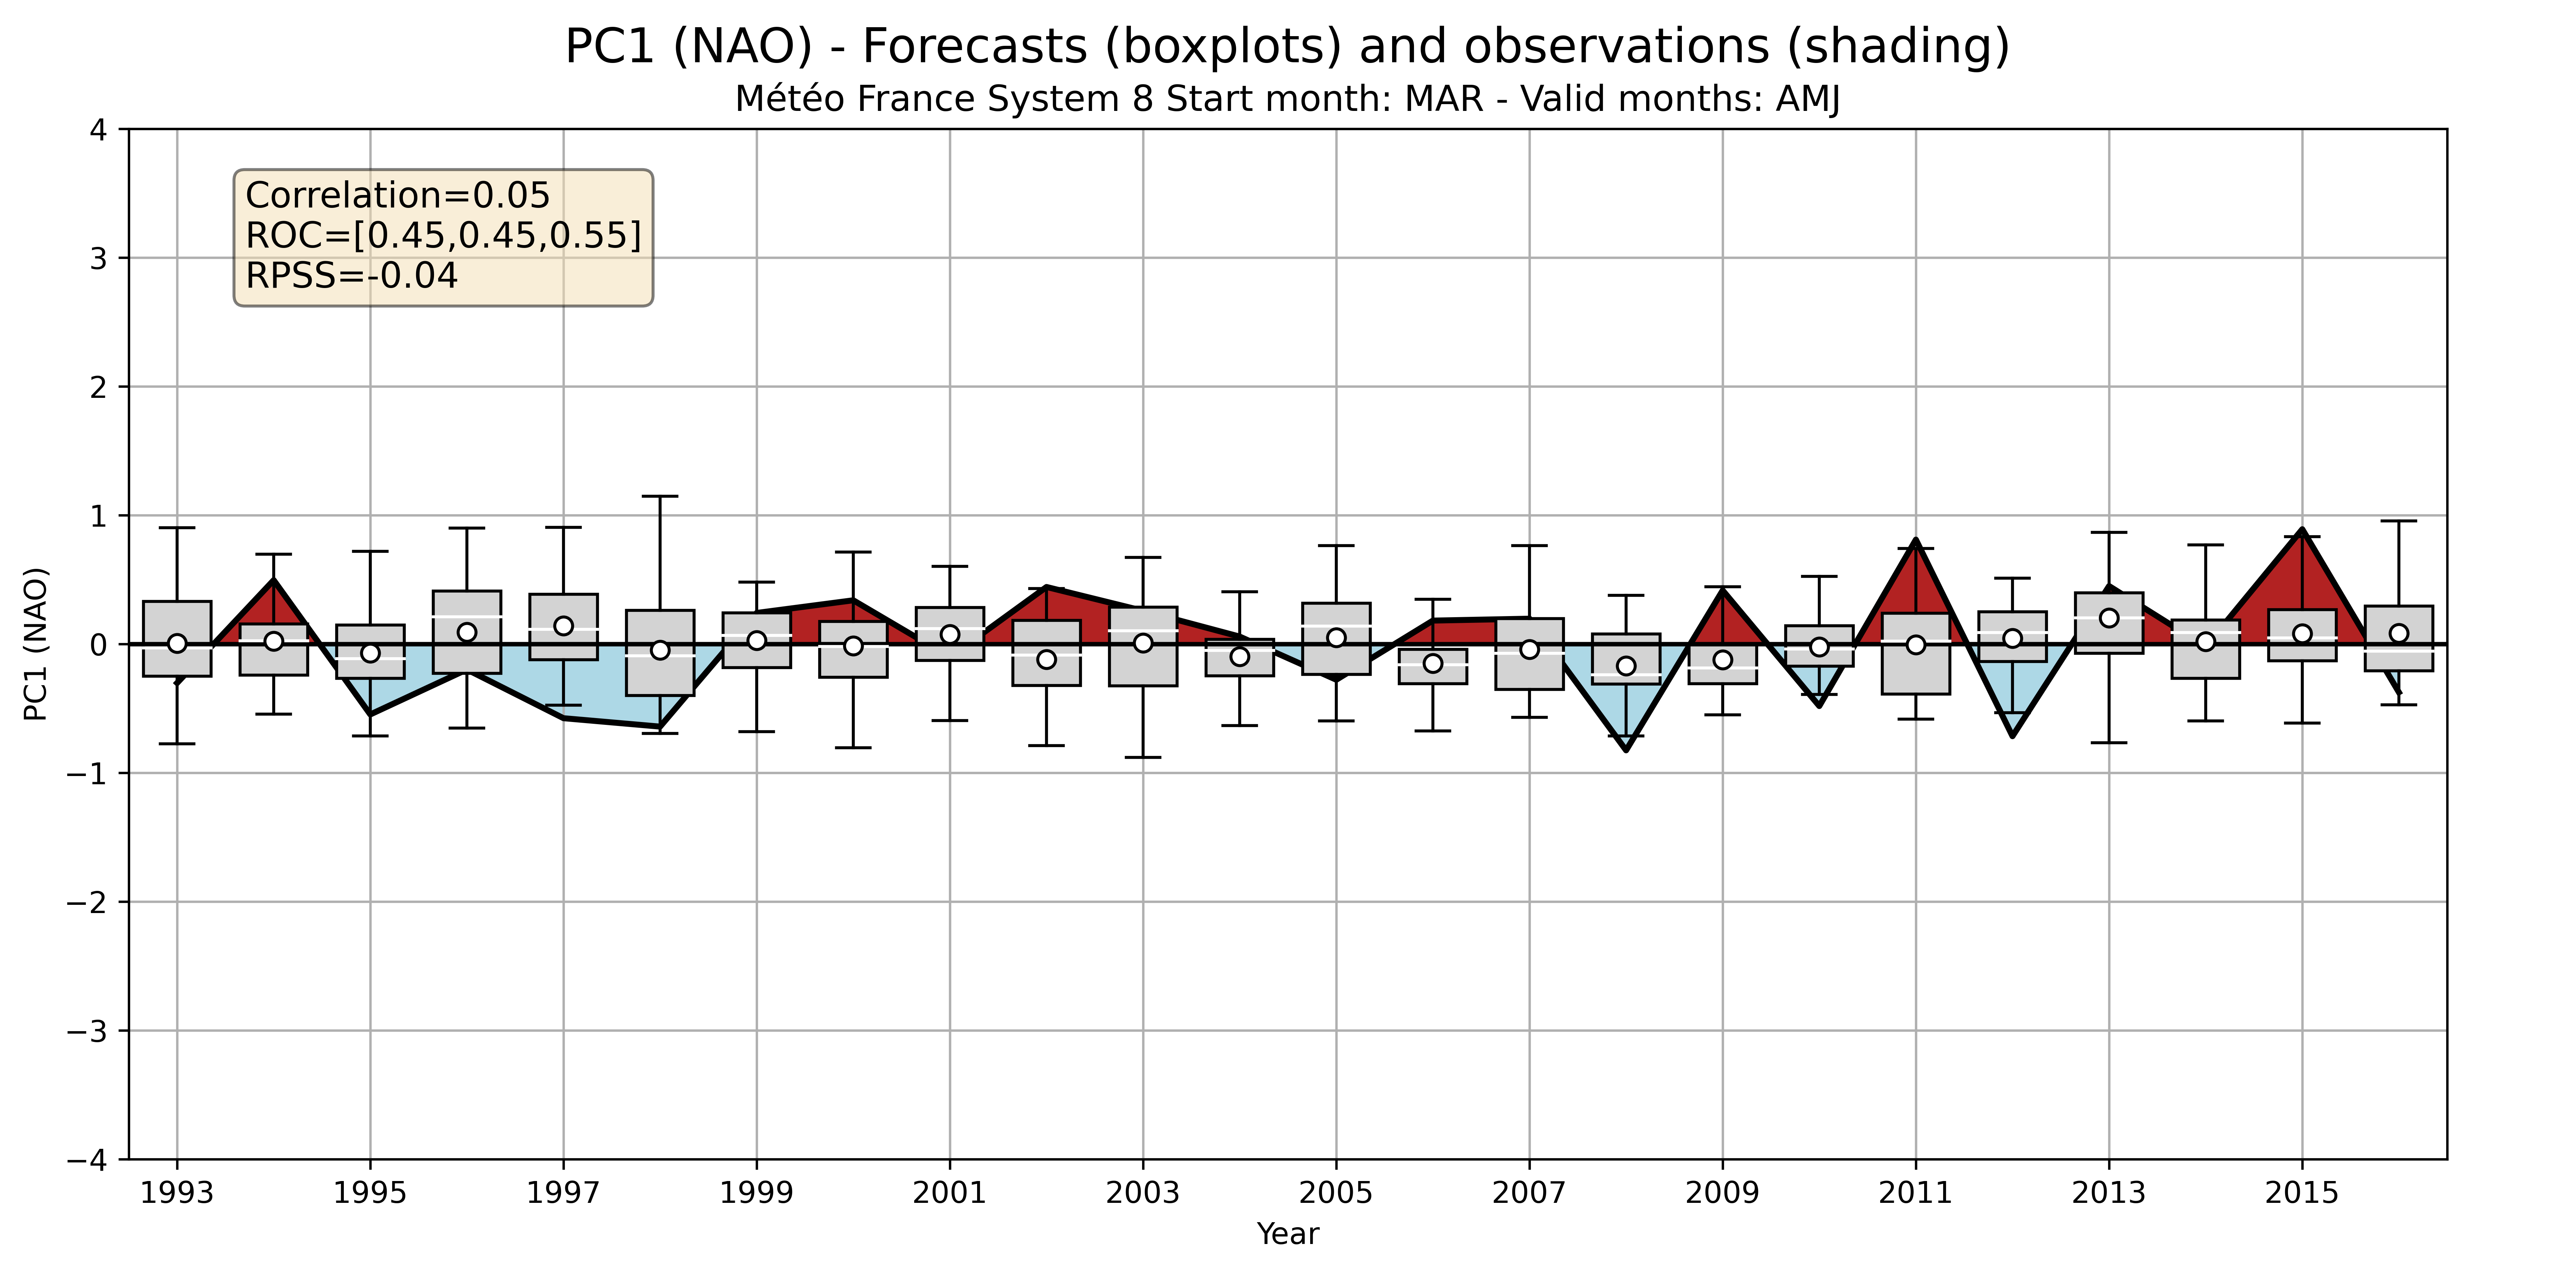 PC1 (NAO) - Forecasts (boxplots) and observations (shading)
Météo France System 8 Start month: MAR - Valid months: AMJ
Correlation=0.05
ROC=[0.45,0.45,0.55]
RPSS=-0.04
PC1 (NAO)
4
3
2
1
0
−1
−2
−3
−4
1993 1995 1997 1999 2001 2003 2005 2007 2009 2011 2013 2015
Year